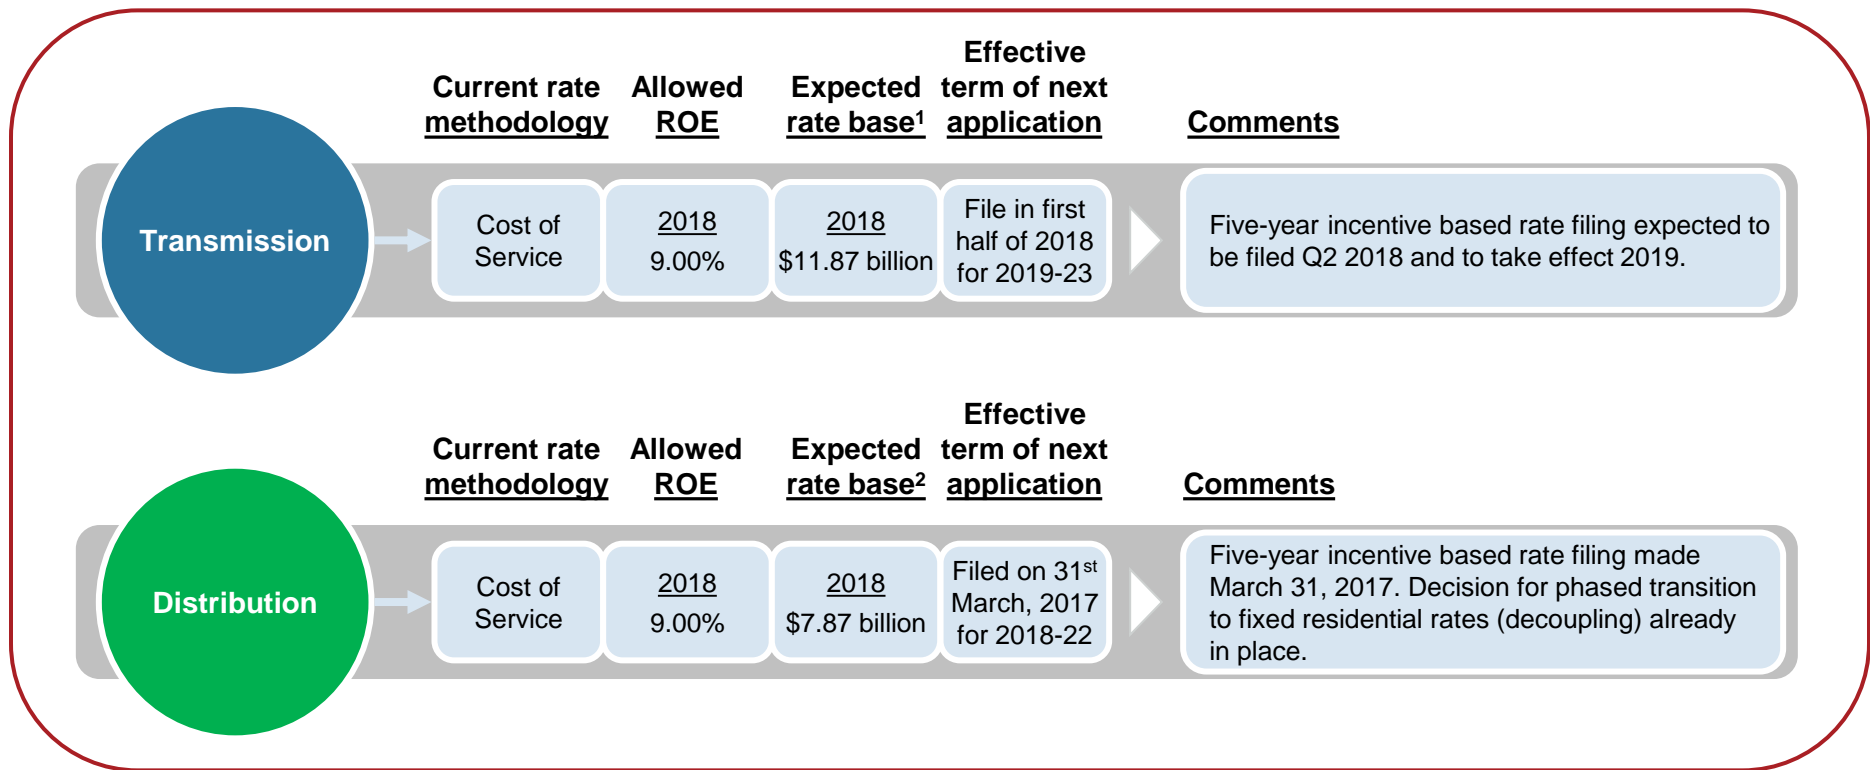 Current rate
methodology
Allowed
ROE
Expected
rate base¹
Effective
term of next
application
Comments
Transmission
Cost of
Service
2018
9.00%
2018
$11.87 billion
File in first
half of 2018
for 2019-23
Five-year incentive based rate filing expected to
be filed Q2 2018 and to take effect 2019.
Current rate
methodology
Allowed
ROE
Expected
rate base²
Effective
term of next
application
Comments
Distribution
Cost of
Service
2018
9.00%
2018
$7.87 billion
Filed on 31st
March, 2017
for 2018-22
Five-year incentive based rate filing made
March 31, 2017. Decision for phased transition
to fixed residential rates (decoupling) already
in place.